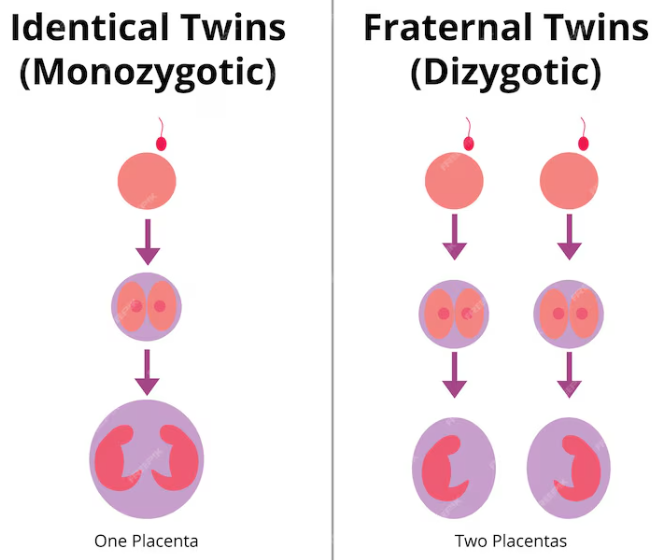 Identical Twins
(Monozygotic)
One Placenta
Fraternal Twins
(Dizygotic)
Two Placentas